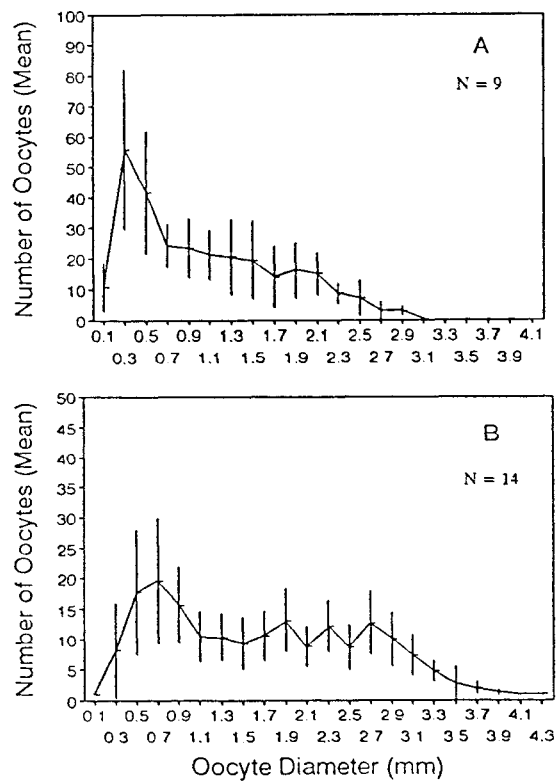 100
90
80
70
60
50
40
30
20
10
0
Number of Oocytes (Mean)
A
N = 9
0.1 0.5 0.9 1.3 1.7 2.1 2.5 2.9 3.3 3.7 4.1
0.3 0.7 1.1 1.5 1.9 2.3 2 7 3.1 3.5 3.9
50
45
40
35
30
25
20
15
10
5
0
Number of Oocytes (Mean)
B
N = 14
0 1 0.5 0.9 1.3 1.7 2.1 2.5 2 9 3.3 3.7 4.1
0 3 0 7 1.1 1.5 1.9 2.3 2.7 3.1 3 5 3 9 4.3
Oocyte Diameter (mm)